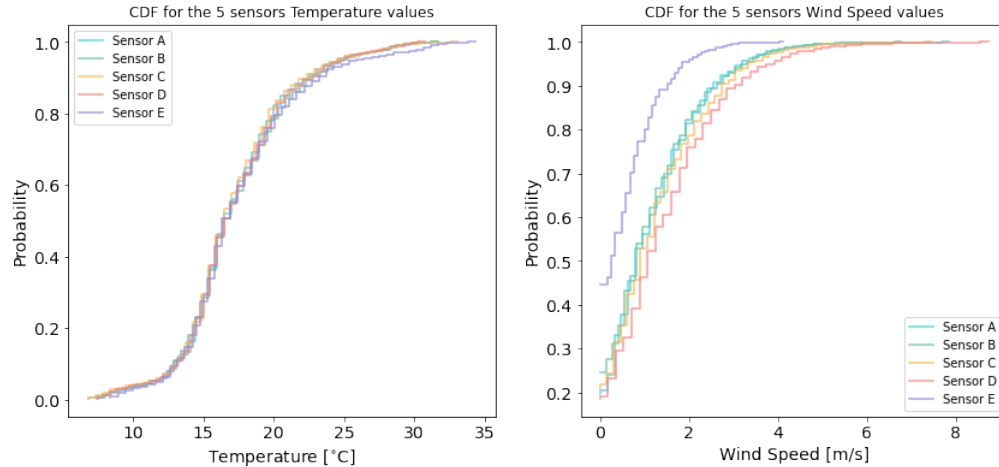 CDF for the 5 sensors Temperature values
1.0
0.8
0.6
0.4
0.2
0.0
Probability
Sensor A
Sensor B
Sensor C
Sensor D
Sensor E
10 15 20 25 30 35
Temperature [°C]
CDF for the 5 sensors Wind Speed values
1.0
0.9
0.8
0.7
0.6
0.5
0.4
0.3
0.2
Probability
Sensor A
Sensor B
Sensor C
Sensor D
Sensor E
0 2 4 6 8
Wind Speed [m/s]